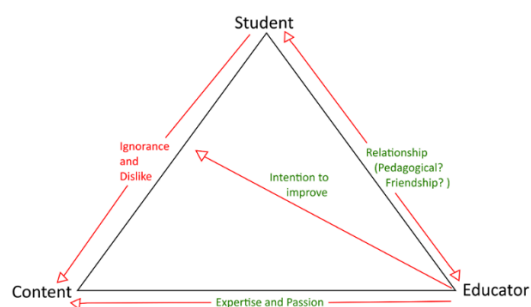 Student
Ignorance
and
Dislike
Relationship
(Pedagogical?
Friendship? )
Intention to
improve
Content
Educator
Expertise and Passion